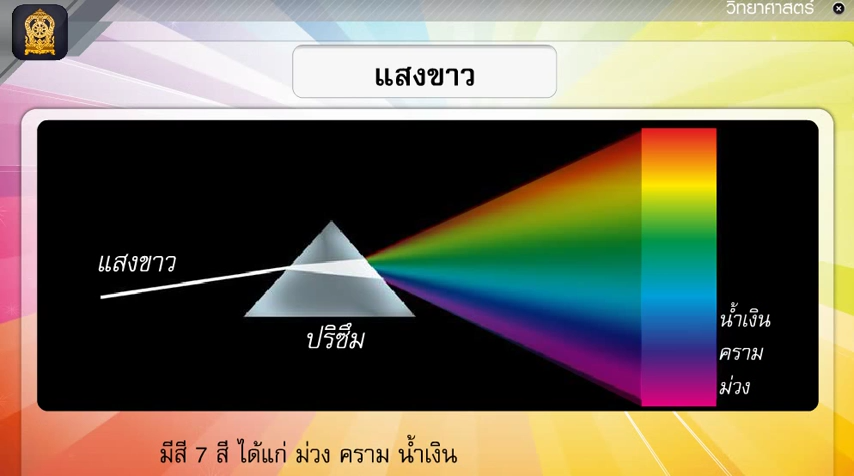 วิทยาศาสตร์
แสงขาว
แสงขาว
ปริซึม
น้ำเงิน
คราม
ม่วง
มีสี 7 สี ได้แก่ ม่วง คราม น้ำเงิน